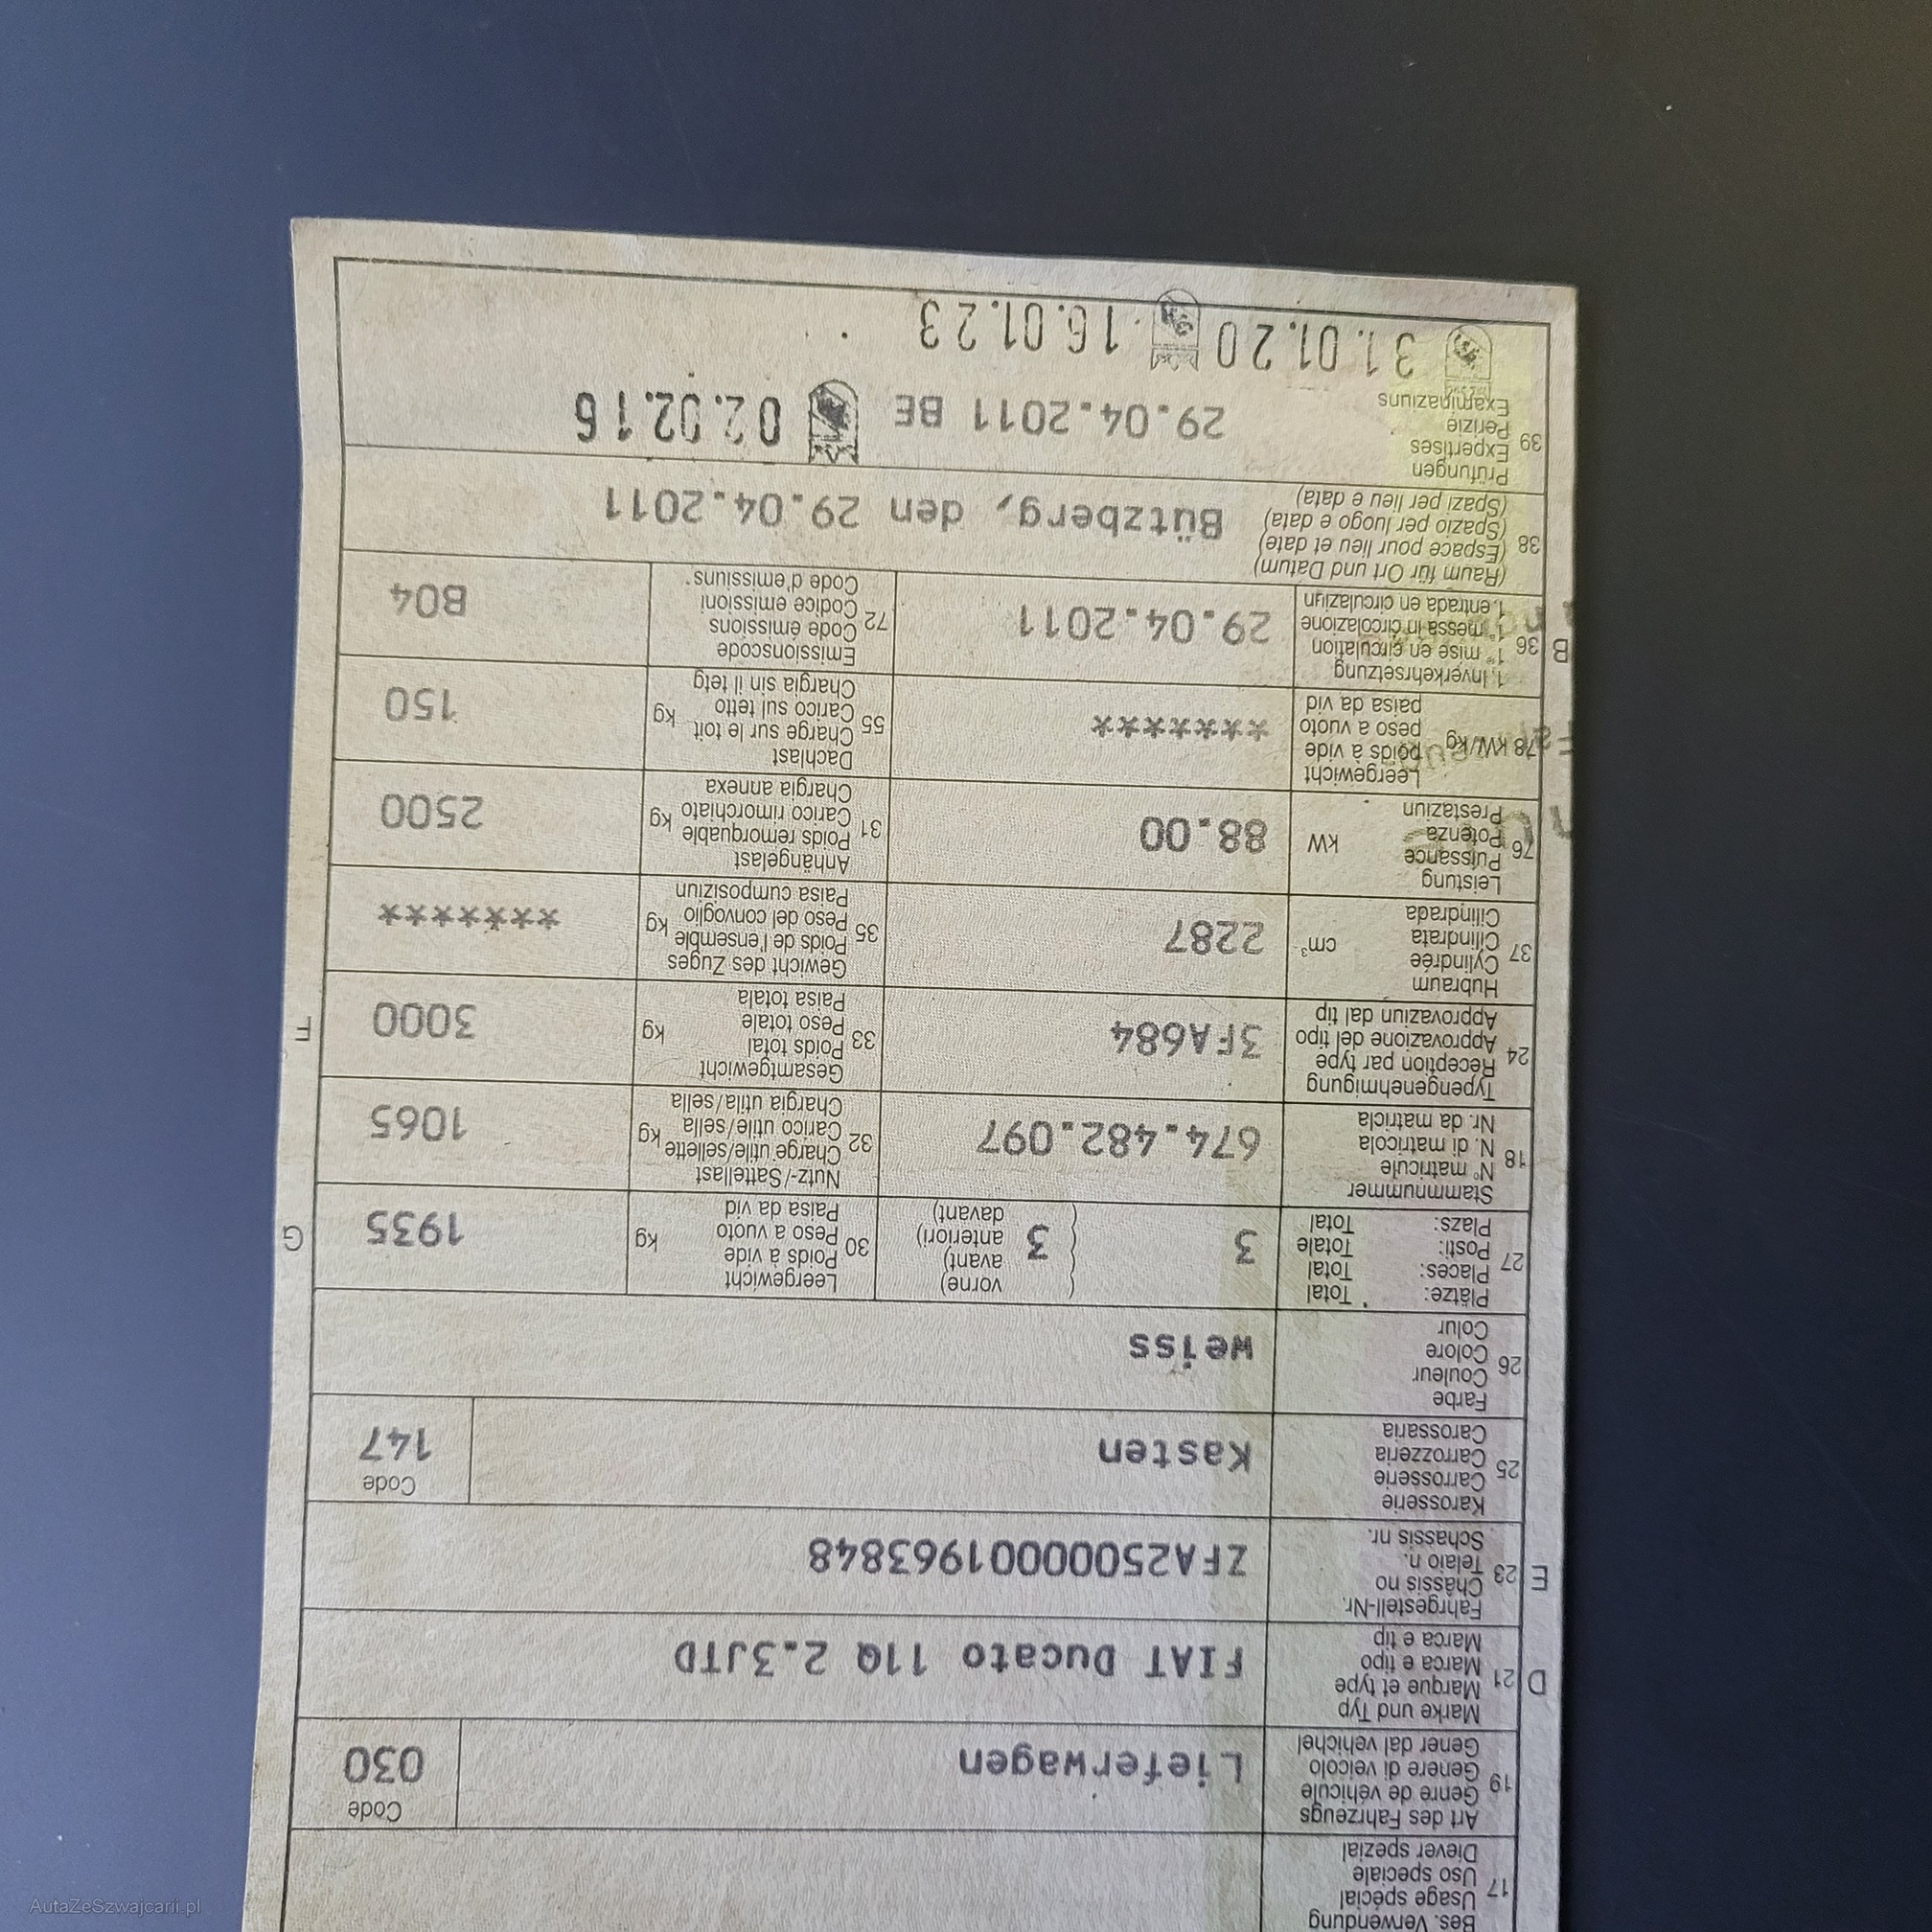 Bes. Verwendung
17 Usage spécial
Uso speciale
Diever spezial
Art des Fahrzeugs
19 Genre de véhicule
Genere di veicolo
Gener dal vehichel
Lieferwagen
Code
030
D
Marke und Typ
21 Marque et type
Marca e tipo
Marca e tip
FIAT Ducato 11Q 2.3JTD
E
Fahrgestell-Nr.
23 Châssis no
Telaio n.
Schassis nr.
ZFA25000001963848
Karosserie
25 Carrosserie
Carrozzeria
Carossaria
Kasten
Code
147
Farbe
26 Couleur
Colore
Colur
weiss
Plätze: Total
27 Places: Total
Posti: Totale
Plazs: Total
3
(vorne)
(avant)
(anteriori)
(davant)
3
Leergewicht
30 Poids à vide
Peso a vuoto
Paisa da vid
kg
1935
G
Stammnummer
18 N° matricule
N. di matricola
Nr. da matricla
674.482.097
Nutz-/Sattellast
32 Charge utile/sellette
Carico utile/sella
Chargia utila/sella
kg
1065
Typengenehmigung
24 Réception par type
Approvazione del tipo
Approvaziun dal tip
3FA684
Gesamtgewicht
33 Poids total
Peso totale
Paisa totala
kg
3000
F
Hubraum
37 Cylindrée
Cilindrata
Cilindrada
cm³
2287
Gewicht des Zuges
35 Poids de l'ensemble
Peso del convoglio
Paisa cumposiziun
kg
********
Leistung
76 Puissance
Potenza
Prestaziun
kW
88.00
Anhängelast
31 Poids remorquable
Carico rimorchiato
Chargia annexa
kg
2500
Leergewicht
78 kW/kg poids à vide
peso a vuoto
paisa da vid
********
Dachlast
55 Charge sur le toit
Carico sul tetto
Chargia sin il tetg
kg
150
B
1. Inverkehrsetzung
36 1re mise en circulation
1a messa in circolazione
1. entrada en circulaziun
29.04.2011
Emissionscode
72 Code émissions
Codice emissioni
Code d'emissiuns
B04
(Raum für Ort und Datum)
38 (Espace pour lieu et date)
(Spazio per luogo e data)
(Spazi per lieu e data)
Bützberg, den 29.04.2011
Prüfungen
39 Expertises
Perizie
Examinaziuns
29.04.2011 BE 02.02.16
31.01.20 16.01.23
AutaZeSzwajcarii.pl